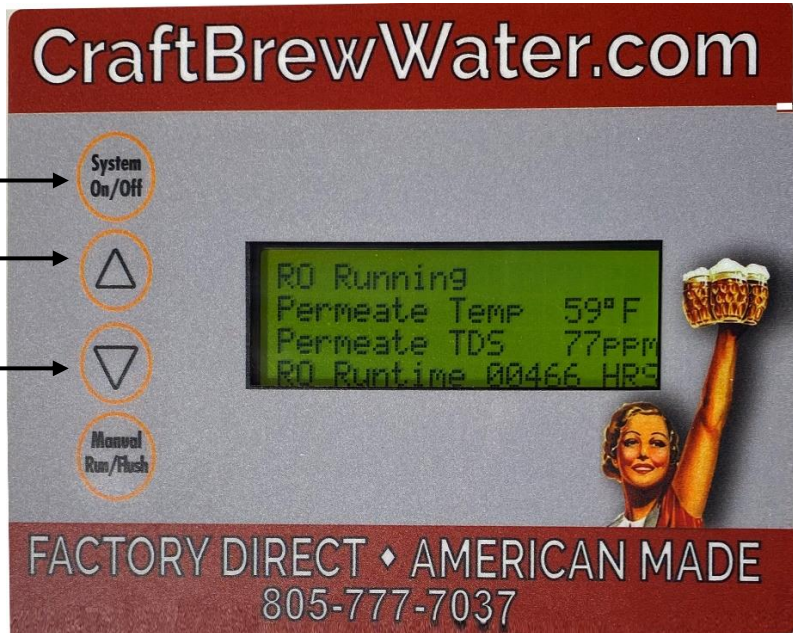 CraftBrewWater.com
System
On/Off
RO Running
Permeate Temp 59°F
Permeate TDS 77ppm
RO Runtime 00466 HRS
Manual
Run/Flush
FACTORY DIRECT • AMERICAN MADE
805-777-7037